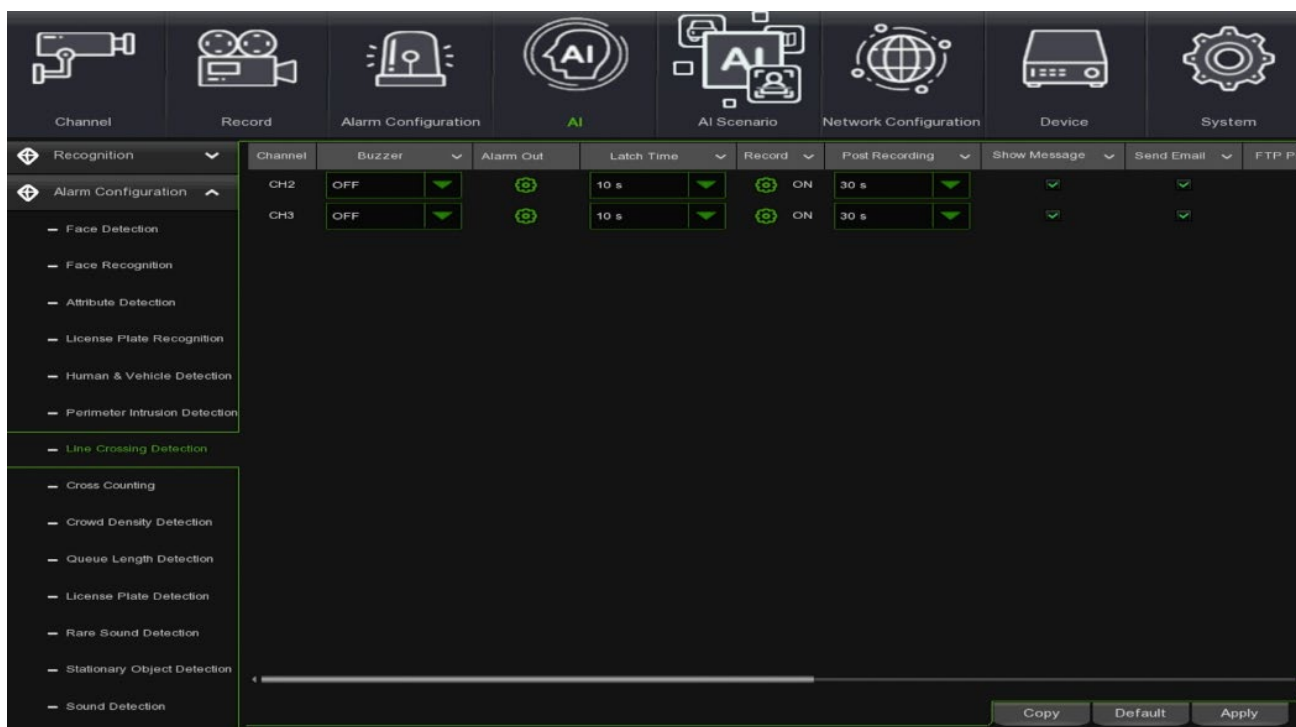 AI
AI
Channel Record Alarm Configuration AI AI Scenario Network Configuration Device System
Recognition
Alarm Configuration
Face Detection
Face Recognition
Attribute Detection
License Plate Recognition
Human & Vehicle Detection
Perimeter Intrusion Detection
Line Crossing Detection
Cross Counting
Crowd Density Detection
Queue Length Detection
License Plate Detection
Rare Sound Detection
Stationary Object Detection
Sound Detection
Channel Buzzer Alarm Out Latch Time Record Post Recording Show Message Send Email FTP P
CH2 OFF 10 s ON 30 s
CH3 OFF 10 s ON 30 s
Copy Default Apply